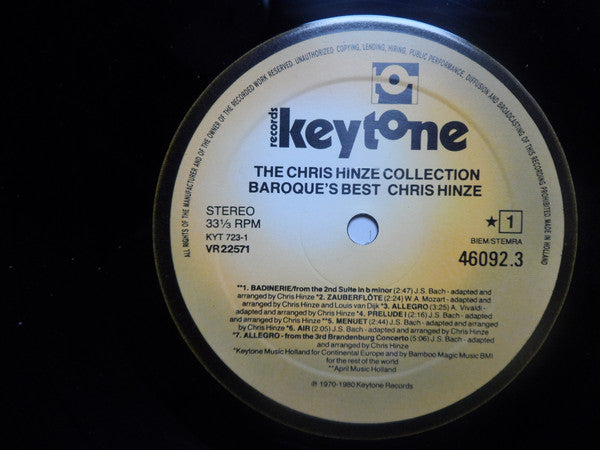 ALL RIGHTS OF THE MANUFACTURER AND OF THE OWNER OF THE RECORDED WORK RESERVED. UNAUTHORIZED COPYING, LENDING, HIRING, PUBLIC PERFORMANCE, DIFFUSION AND BROADCASTING OF THIS RECORDING PROHIBITED. MADE IN HOLLAND
records
keytone
THE CHRIS HINZE COLLECTION
BAROQUE'S BEST CHRIS HINZE
STEREO
33⅓ RPM
KYT 723-1
VR 22571
★ 1
BIEM/STEMRA
46092.3
**1. BADINERIE/from the 2nd Suite in b minor (2:47) J.S. Bach - adapted and
arranged by Chris Hinze *2. ZAUBERFLÖTE (2:24) W.A. Mozart - adapted and
arranged by Chris Hinze and Louis van Dijk *3. ALLEGRO (3:25) A. Vivaldi -
adapted and arranged by Chris Hinze *4. PRELUDE I (2:16) J.S. Bach - adapted
and arranged by Chris Hinze **5. MENUET (2:44) J.S. Bach - adapted and arranged
by Chris Hinze *6. AIR (2:05) J.S. Bach - adapted and arranged by Chris Hinze
*7. ALLEGRO - from the 3rd Brandenburg Concerto (5:06) J.S. Bach - adapted
and arranged by Chris Hinze
*Keytone Music Holland for Continental Europe and by Bamboo Magic Music BMI
for the rest of the world
**April Music Holland
℗ 1970-1980 Keytone Records